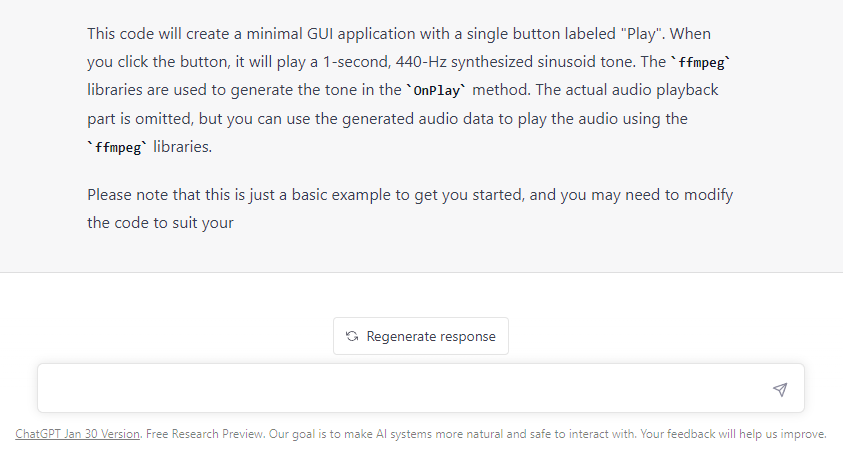 This code will create a minimal GUI application with a single button labeled "Play". When
you click the button, it will play a 1-second, 440-Hz synthesized sinusoid tone. The `ffmpeg`
libraries are used to generate the tone in the `OnPlay` method. The actual audio playback
part is omitted, but you can use the generated audio data to play the audio using the
`ffmpeg` libraries.
Please note that this is just a basic example to get you started, and you may need to modify
the code to suit your
Regenerate response
ChatGPT Jan 30 Version. Free Research Preview. Our goal is to make AI systems more natural and safe to interact with. Your feedback will help us improve.